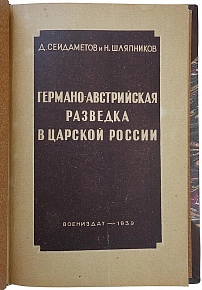 Д. СЕЙДАМЕТОВ и Н. ШЛЯПНИКОВ
ГЕРМАНО-АВСТРИЙСКАЯ
РАЗВЕДКА
В ЦАРСКОЙ РОССИИ
ВОЕНИЗДАТ — 1939